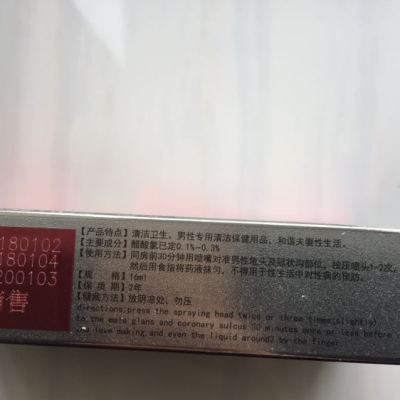 180102
180104
200103
售
【产品特点】清洁卫生，男性专用清洁保健用品，和谐夫妻性生活。
【主要成分】醋酸氯已定0.1%~0.3%
【使用方法】同房前30分钟用喷嘴对准男性龟头及冠状沟部位，按压喷头1-2次，
然后用食指将药液抹匀，不得用于性生活中对性病的预防。
【规 格】16ml
【保 质 期】2年
【储藏方法】放阴凉处，勿压
directions:press the spraying head twice or three times(slightly)
to the male glans and coronary sulcus 30 minutes once or less before
love making,and even the liquid around by the finger